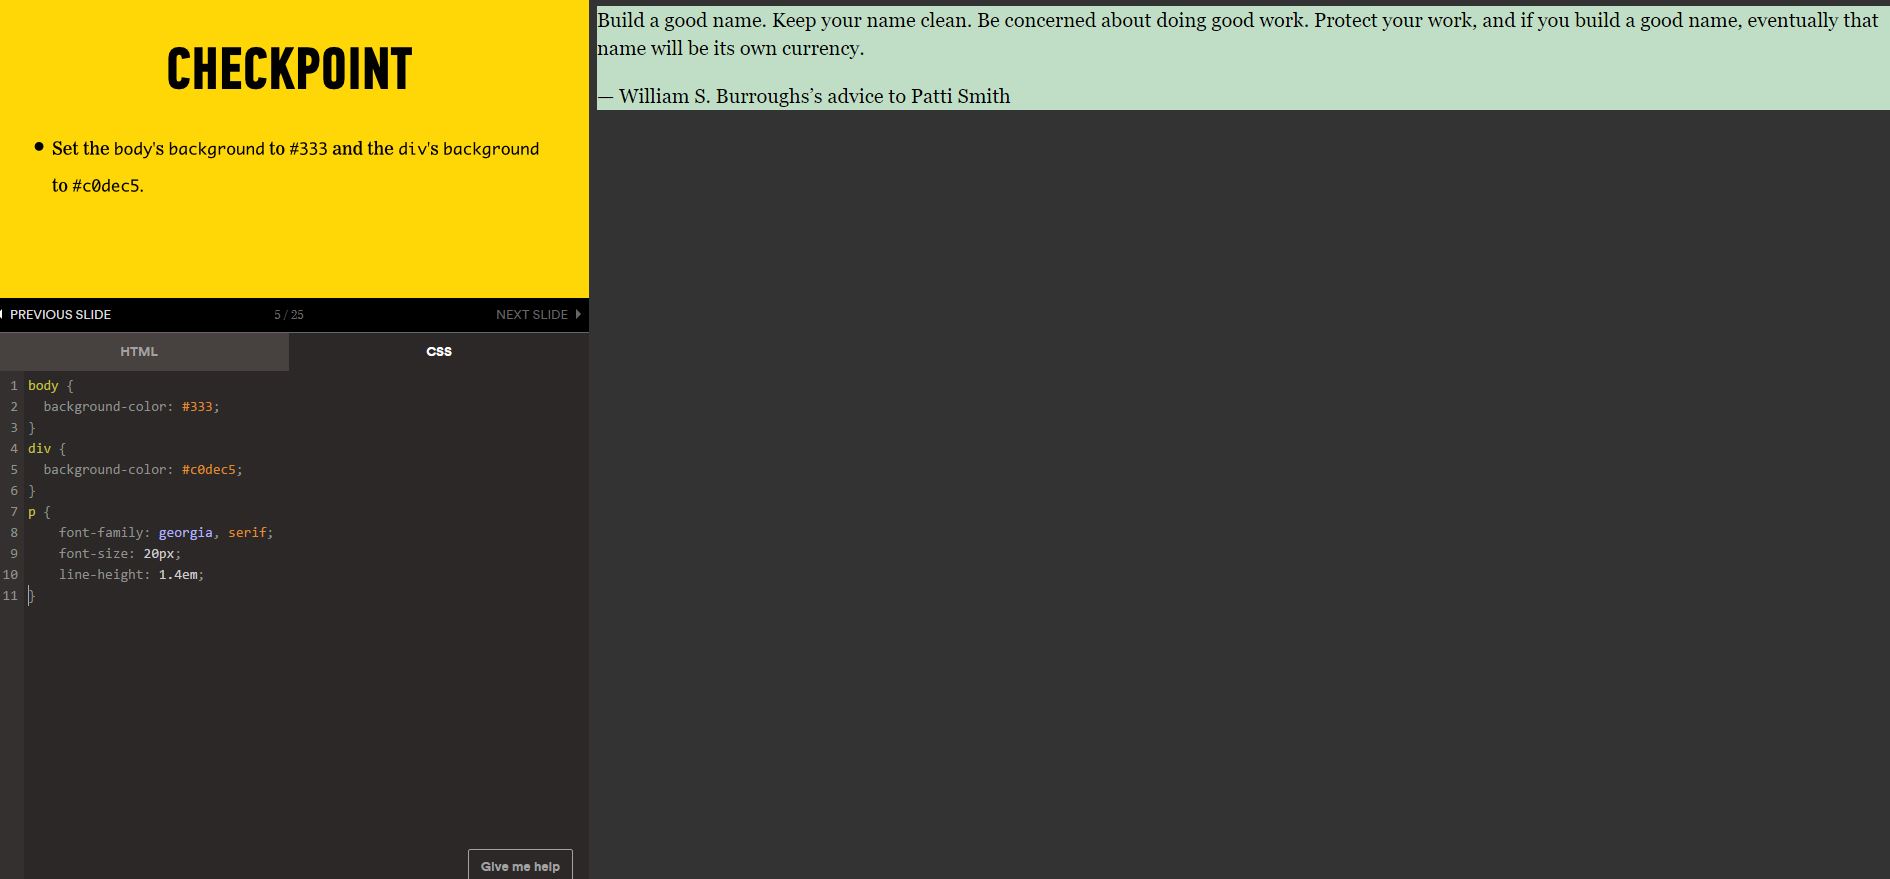 CHECKPOINT
• Set the body's background to #333 and the div's background
to #c0dec5.
PREVIOUS SLIDE
5 / 25
NEXT SLIDE
HTML
CSS
1 body {
2   background-color: #333;
3 }
4 div {
5   background-color: #c0dec5;
6 }
7 p {
8     font-family: georgia, serif;
9     font-size: 20px;
10     line-height: 1.4em;
11 }
Give me help
Build a good name. Keep your name clean. Be concerned about doing good work. Protect your work, and if you build a good name, eventually that
name will be its own currency.
— William S. Burroughs’s advice to Patti Smith